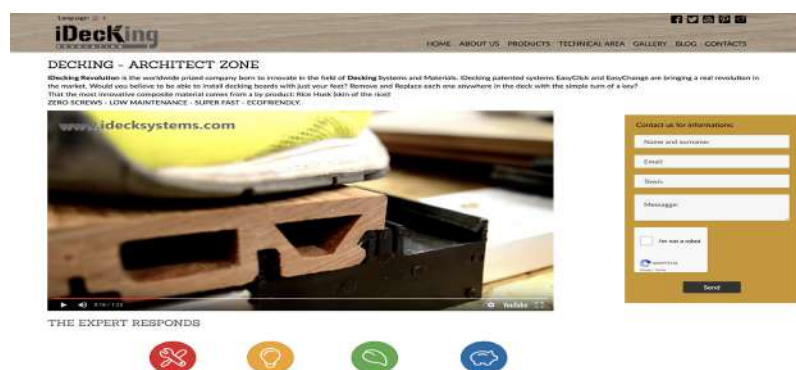 Language:
iDecKing
REVOLUTION
HOME ABOUT US PRODUCTS TECHNICAL AREA GALLERY BLOG CONTACTS
DECKING - ARCHITECT ZONE
iDecking Revolution is the worldwide prized company born to innovate in the field of Decking Systems and Materials. iDecking patented systems EasyClick and EasyChange are bringing a real revolution in
the market. Would you believe to be able to install decking boards with just your feet? Remove and Replace each one anywhere in the deck with the simple turn of a key?
That the most innovative composite material comes from a by product: Rice Husk (skin of the rice)
ZERO SCREWS - LOW MAINTENANCE - SUPER FAST - ECOFRIENDLY.
www.idecksystems.com
YouTube
Contact us for informations:
Name and surname:
Email:
Message:
I'm not a robot
reCAPTCHA
Send
THE EXPERT RESPONDS